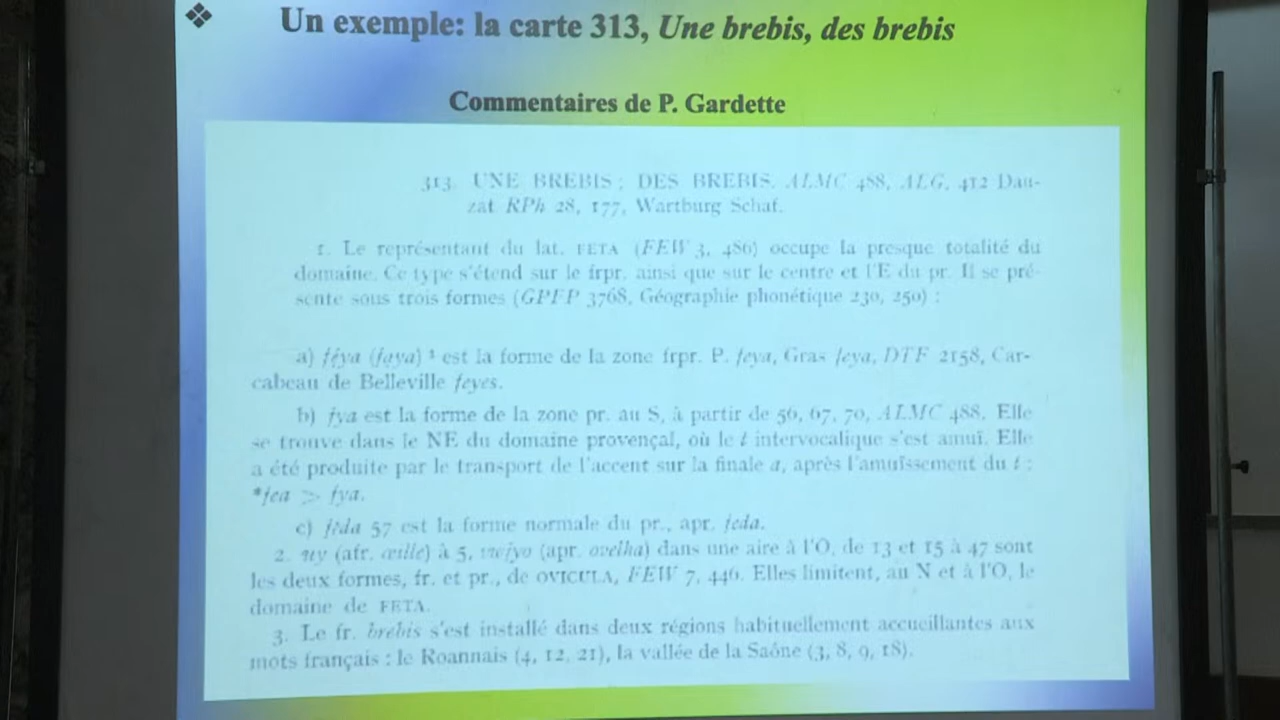 ❖ Un exemple: la carte 313, Une brebis, des brebis
Commentaires de P. Gardette
313. UNE BREBIS ; DES BREBIS. ALMC 488, ALG, 412 Dau-
zat RPh 28, 177, Wartburg Schaf.
1. Le représentant du lat. FETA (FEW 3, 486) occupe la presque totalité du
domaine. Ce type s'étend sur le frpr. ainsi que sur le centre et l'E du pr. Il se pré-
sente sous trois formes (GPFP 3768, Géographie phonétique 230, 250) :
a) féya (faya) ¹ est la forme de la zone frpr. P. feya, Gras feya, DTF 2158, Car-
cabeau de Belleville feyes.
b) fya est la forme de la zone pr. au S, à partir de 56, 67, 70, ALMC 488. Elle
se trouve dans le NE du domaine provençal, où le t intervocalique s'est amuï. Elle
a été produite par le transport de l'accent sur la finale a, après l'amuïssement du t :
*fea > fya.
c) fèda 57 est la forme normale du pr., apr. feda.
2. (afr. œille) à 5, (apr. ovelha) dans une aire à l'O, de 13 et 15 à 47 sont
les deux formes, fr. et pr., de OVICULA, FEW 7, 446. Elles limitent, au N et à l'O, le
domaine de FETA.
3. Le fr. brebis s'est installé dans deux régions habituellement accueillantes aux
mots français : le Roannais (4, 12, 21), la vallée de la Saône (3, 8, 9, 18).